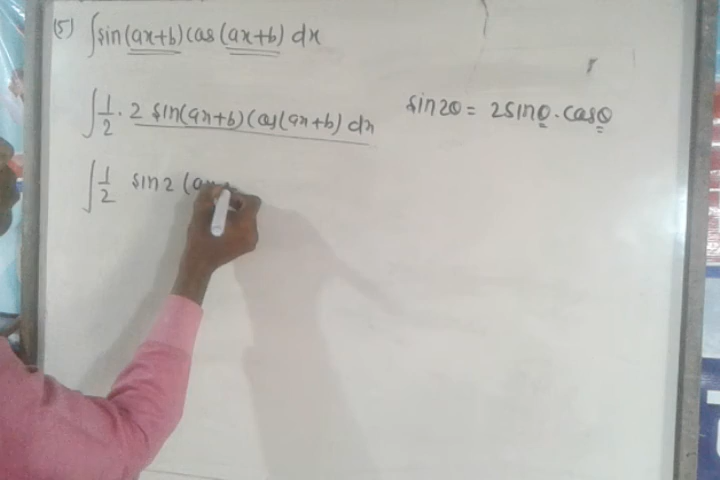 (5) ∫sin(ax+b)cos(ax+b) dx
∫1/2 · 2 sin(ax+b)cos(ax+b) dx
sin2θ = 2sinθ · cosθ
∫1/2 sin2(ax